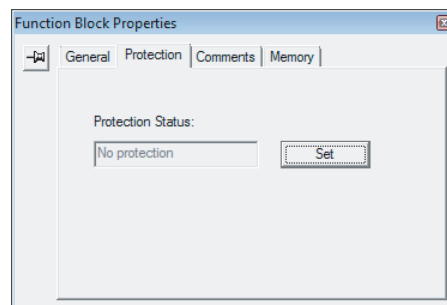 Function Block Properties
General Protection Comments Memory
Protection Status:
No protection Set